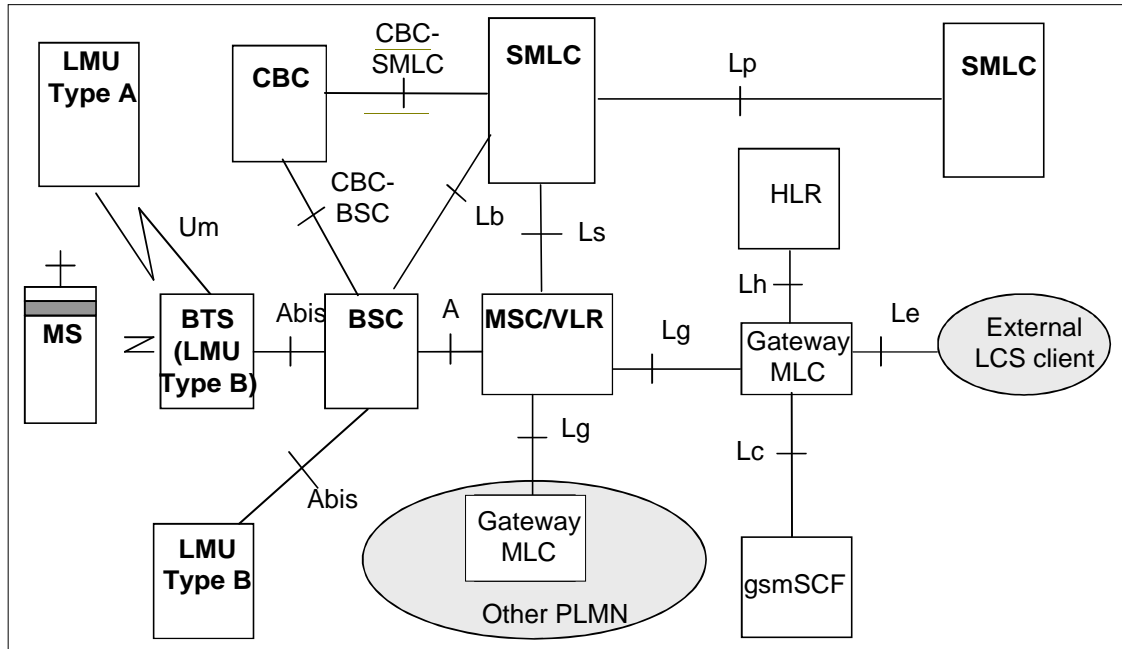 LMU
Type A
CBC
CBC-
SMLC
SMLC
Lp
SMLC
HLR
CBC-
BSC
Lb
Ls
Um
Lh
MS
BTS
(LMU
Type B)
Abis
BSC
A
MSC/VLR
Lg
Gateway
MLC
Le
External
LCS client
Lg
Lc
Abis
LMU
Type B
Gateway
MLC
Other PLMN
gsmSCF